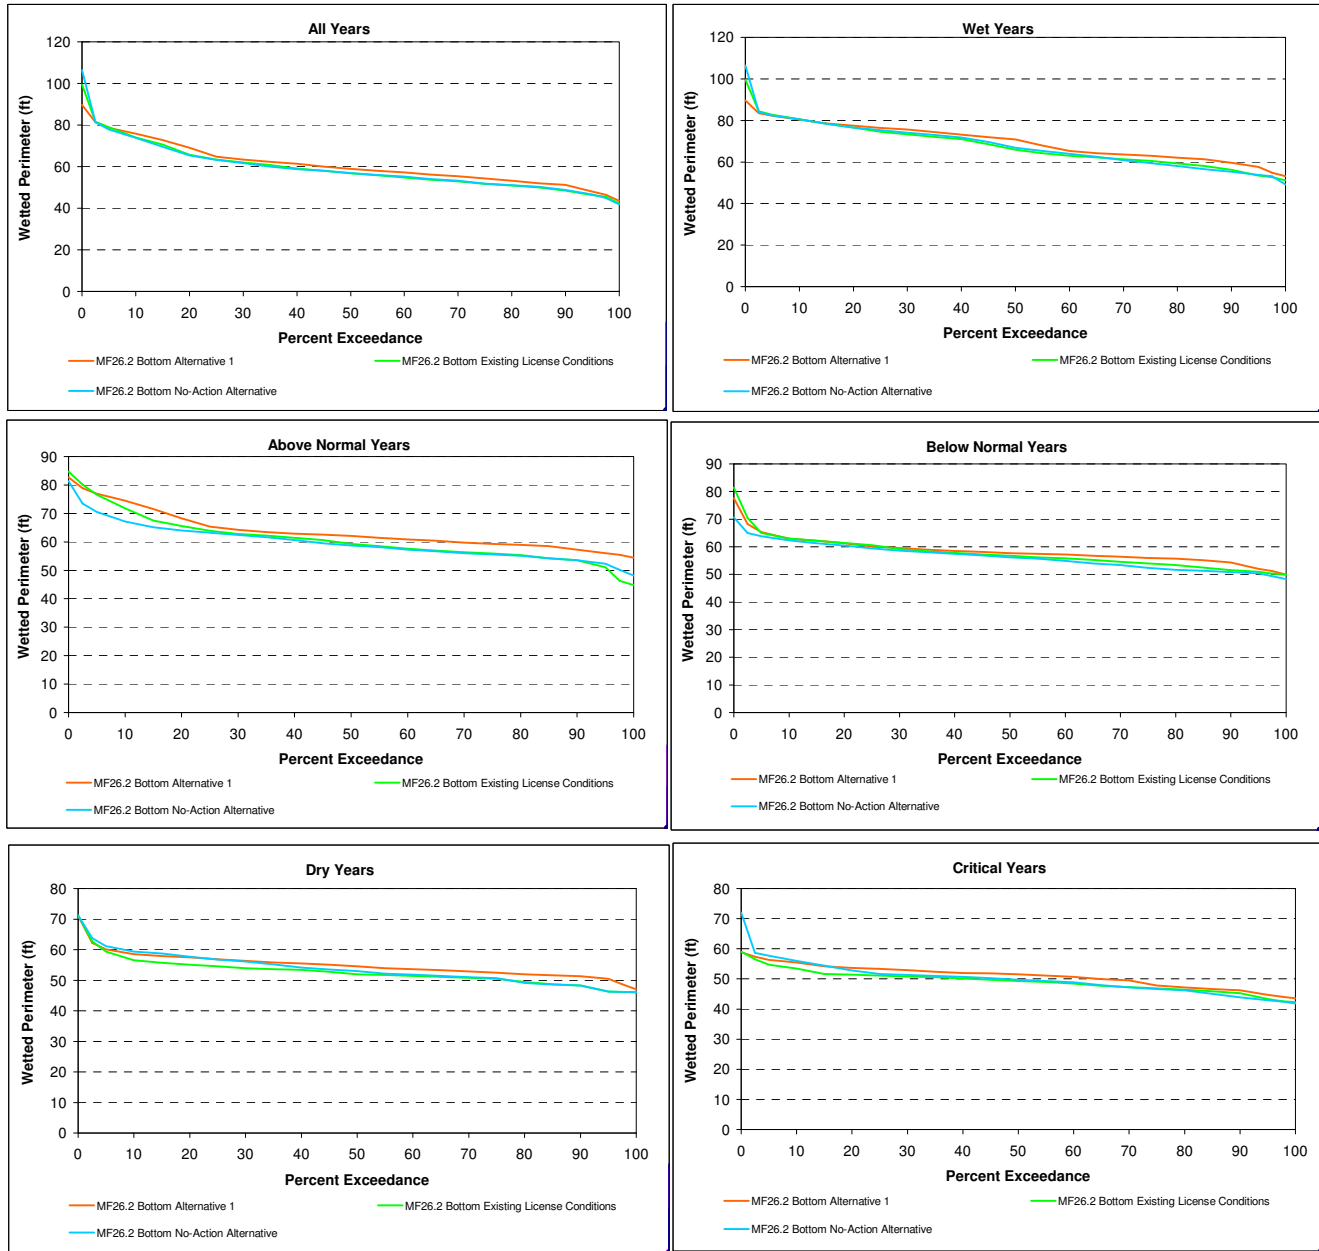 All Years
120
100
80
60
40
20
0
Wetted Perimeter (ft)
0 10 20 30 40 50 60 70 80 90 100
Percent Exceedance
MF26.2 Bottom Alternative 1 MF26.2 Bottom Existing License Conditions
MF26.2 Bottom No-Action Alternative
Wet Years
120
100
80
60
40
20
0
Wetted Perimeter (ft)
0 10 20 30 40 50 60 70 80 90 100
Percent Exceedance
MF26.2 Bottom Alternative 1 MF26.2 Bottom Existing License Conditions
MF26.2 Bottom No-Action Alternative
Above Normal Years
90
80
70
60
50
40
30
20
10
0
Wetted Perimeter (ft)
0 10 20 30 40 50 60 70 80 90 100
Percent Exceedance
MF26.2 Bottom Alternative 1 MF26.2 Bottom Existing License Conditions
MF26.2 Bottom No-Action Alternative
Below Normal Years
90
80
70
60
50
40
30
20
10
0
Wetted Perimeter (ft)
0 10 20 30 40 50 60 70 80 90 100
Percent Exceedance
MF26.2 Bottom Alternative 1 MF26.2 Bottom Existing License Conditions
MF26.2 Bottom No-Action Alternative
Dry Years
80
70
60
50
40
30
20
10
0
Wetted Perimeter (ft)
0 10 20 30 40 50 60 70 80 90 100
Percent Exceedance
MF26.2 Bottom Alternative 1 MF26.2 Bottom Existing License Conditions
MF26.2 Bottom No-Action Alternative
Critical Years
80
70
60
50
40
30
20
10
0
Wetted Perimeter (ft)
0 10 20 30 40 50 60 70 80 90 100
Percent Exceedance
MF26.2 Bottom Alternative 1 MF26.2 Bottom Existing License Conditions
MF26.2 Bottom No-Action Alternative